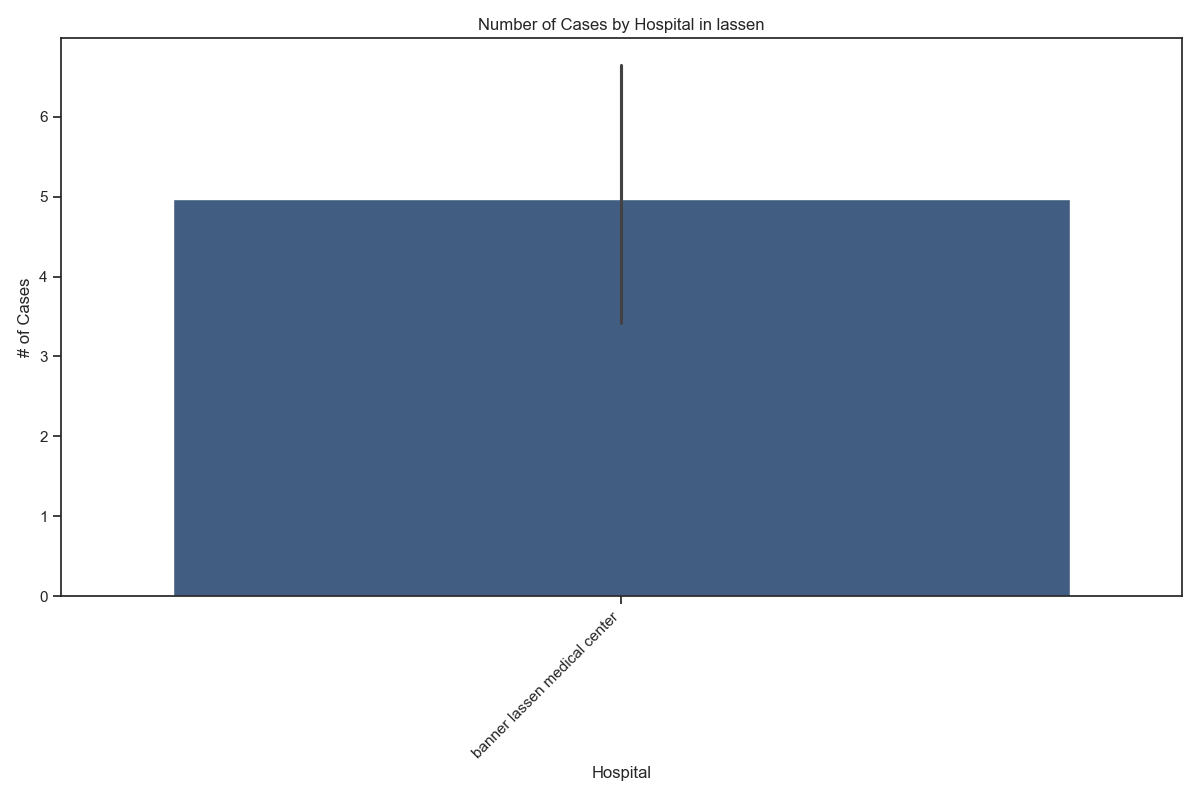 Number of Cases by Hospital in lassen
# of Cases
6
5
4
3
2
1
0
banner lassen medical center
Hospital